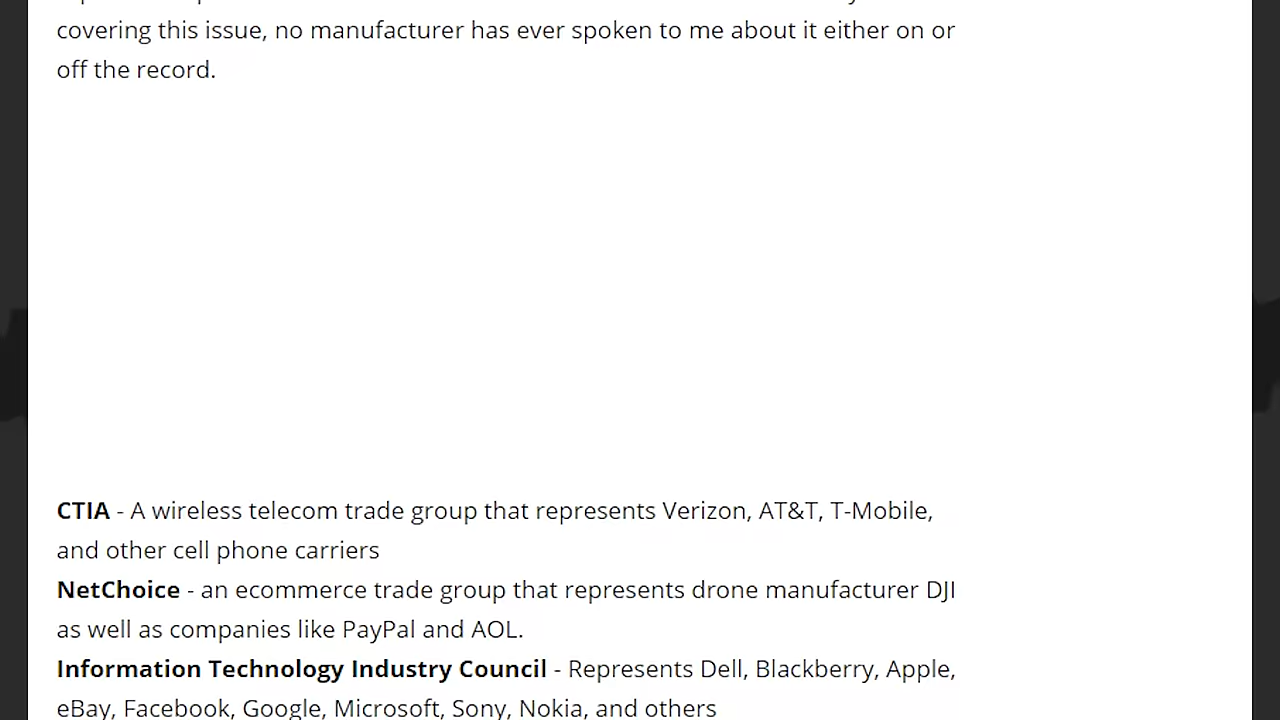 covering this issue, no manufacturer has ever spoken to me about it either on or
off the record.
CTIA - A wireless telecom trade group that represents Verizon, AT&T, T-Mobile,
and other cell phone carriers
NetChoice - an ecommerce trade group that represents drone manufacturer DJI
as well as companies like PayPal and AOL.
Information Technology Industry Council - Represents Dell, Blackberry, Apple,
eBay, Facebook, Google, Microsoft, Sony, Nokia, and others